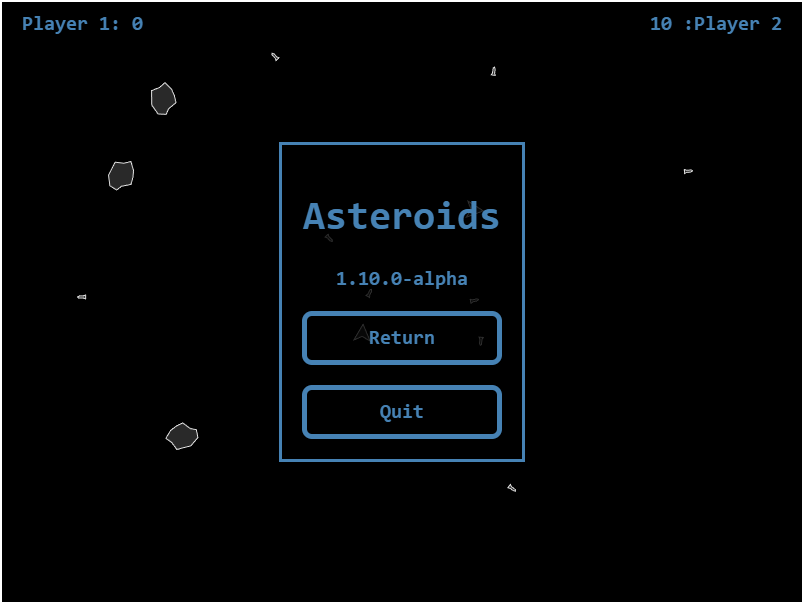 Player 1: 0
10 :Player 2
Asteroids
1.10.0-alpha
Return
Quit